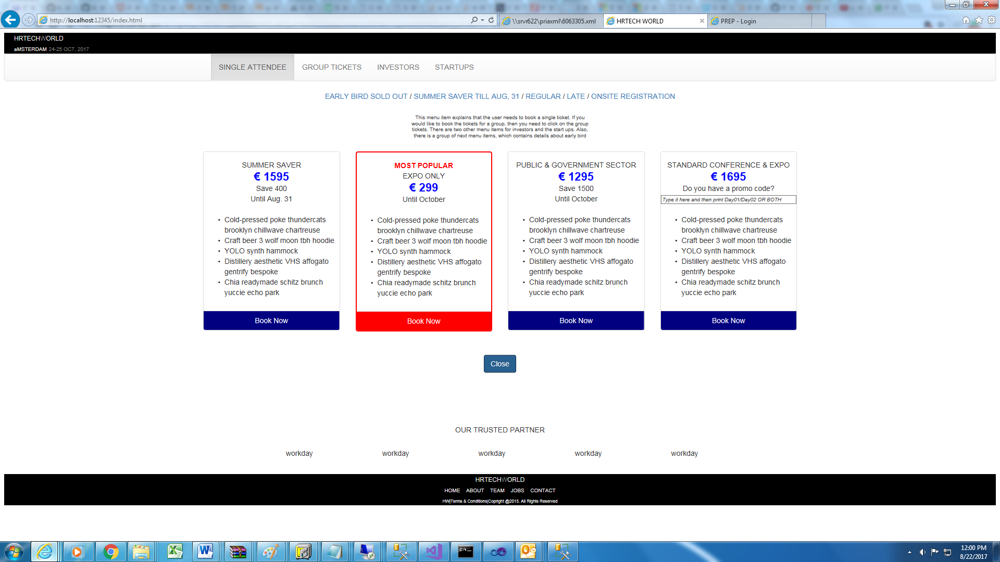 http://localhost:12345/index.html
\\srvr622\priaxml\6063305.xml
HRTECH WORLD
PREP - Login
HRTECHWORLD
aMSTERDAM 24-25 OCT, 2017
SINGLE ATTENDEE GROUP TICKETS INVESTORS STARTUPS
EARLY BIRD SOLD OUT / SUMMER SAVER TILL AUG, 31 / REGULAR / LATE / ONSITE REGISTRATION
This menu item explains that the user needs to book a single ticket. If you
would like to book the tickets for a group, then you need to click on the group
tickets. There are two other menu items for investors and the start ups. Also,
there is a group of next menu items, which contains details about early bird
SUMMER SAVER
€ 1595
Save 400
Until Aug. 31
• Cold-pressed poke thundercats
brooklyn chillwave chartreuse
• Craft beer 3 wolf moon tbh hoodie
• YOLO synth hammock
• Distillery aesthetic VHS affogato
gentrify bespoke
• Chia readymade schitz brunch
yuccie echo park
Book Now
MOST POPULAR
EXPO ONLY
€ 299
Until October
• Cold-pressed poke thundercats
brooklyn chillwave chartreuse
• Craft beer 3 wolf moon tbh hoodie
• YOLO synth hammock
• Distillery aesthetic VHS affogato
gentrify bespoke
• Chia readymade schitz brunch
yuccie echo park
Book Now
PUBLIC & GOVERNMENT SECTOR
€ 1295
Save 1500
Until October
• Cold-pressed poke thundercats
brooklyn chillwave chartreuse
• Craft beer 3 wolf moon tbh hoodie
• YOLO synth hammock
• Distillery aesthetic VHS affogato
gentrify bespoke
• Chia readymade schitz brunch
yuccie echo park
Book Now
STANDARD CONFERENCE & EXPO
€ 1695
Do you have a promo code?
Type it here and then print Day01/Day02 OR BOTH
• Cold-pressed poke thundercats
brooklyn chillwave chartreuse
• Craft beer 3 wolf moon tbh hoodie
• YOLO synth hammock
• Distillery aesthetic VHS affogato
gentrify bespoke
• Chia readymade schitz brunch
yuccie echo park
Book Now
Close
OUR TRUSTED PARTNER
workday workday workday workday workday
HRTECHWORLD
HOME ABOUT TEAM JOBS CONTACT
HW|Terms & Conditions|Copright @2015. All Rights Reserved
12:00 PM
8/22/2017